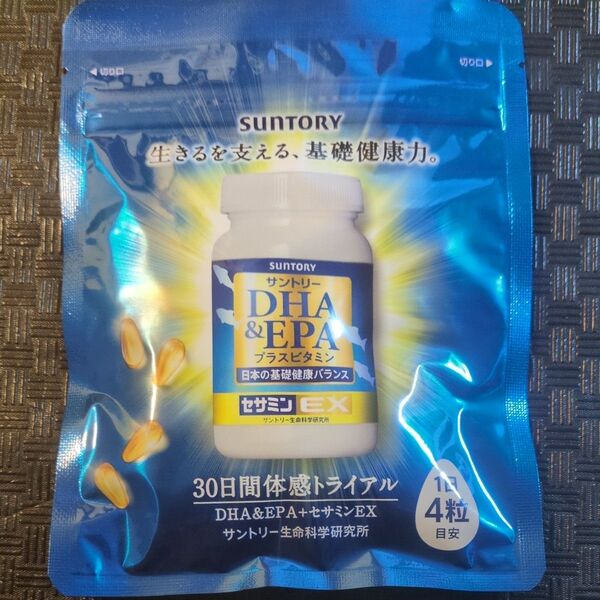 切り口
切り口
SUNTORY
生きるを支える、基礎健康力。
SUNTORY
サントリー
DHA
&EPA
プラスビタミン
日本の基礎健康バランス
セサミンEX
サントリー生命科学研究所
30日間体感トライアル
DHA&EPA+セサミンEX
サントリー生命科学研究所
1日
4粒
目安